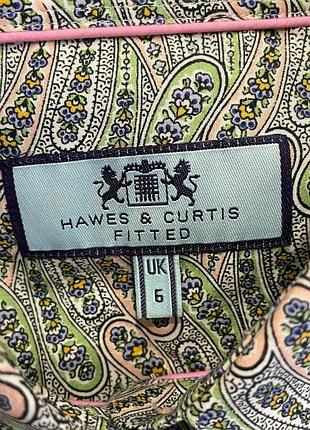 HAWES & CURTIS
FITTED
UK
6